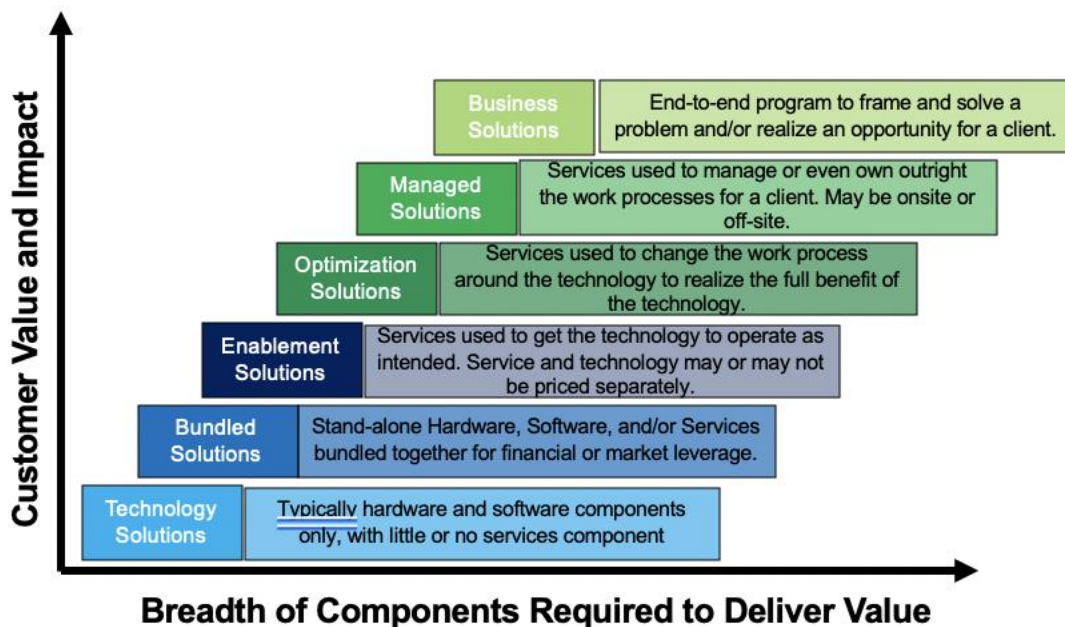 Customer Value and Impact
Business
Solutions
End-to-end program to frame and solve a
problem and/or realize an opportunity for a client.
Managed
Solutions
Services used to manage or even own outright
the work processes for a client. May be onsite or
off-site.
Optimization
Solutions
Services used to change the work process
around the technology to realize the full benefit of
the technology.
Enablement
Solutions
Services used to get the technology to operate as
intended. Service and technology may or may not
be priced separately.
Bundled
Solutions
Stand-alone Hardware, Software, and/or Services
bundled together for financial or market leverage.
Technology
Solutions
Typically hardware and software components
only, with little or no services component
Breadth of Components Required to Deliver Value